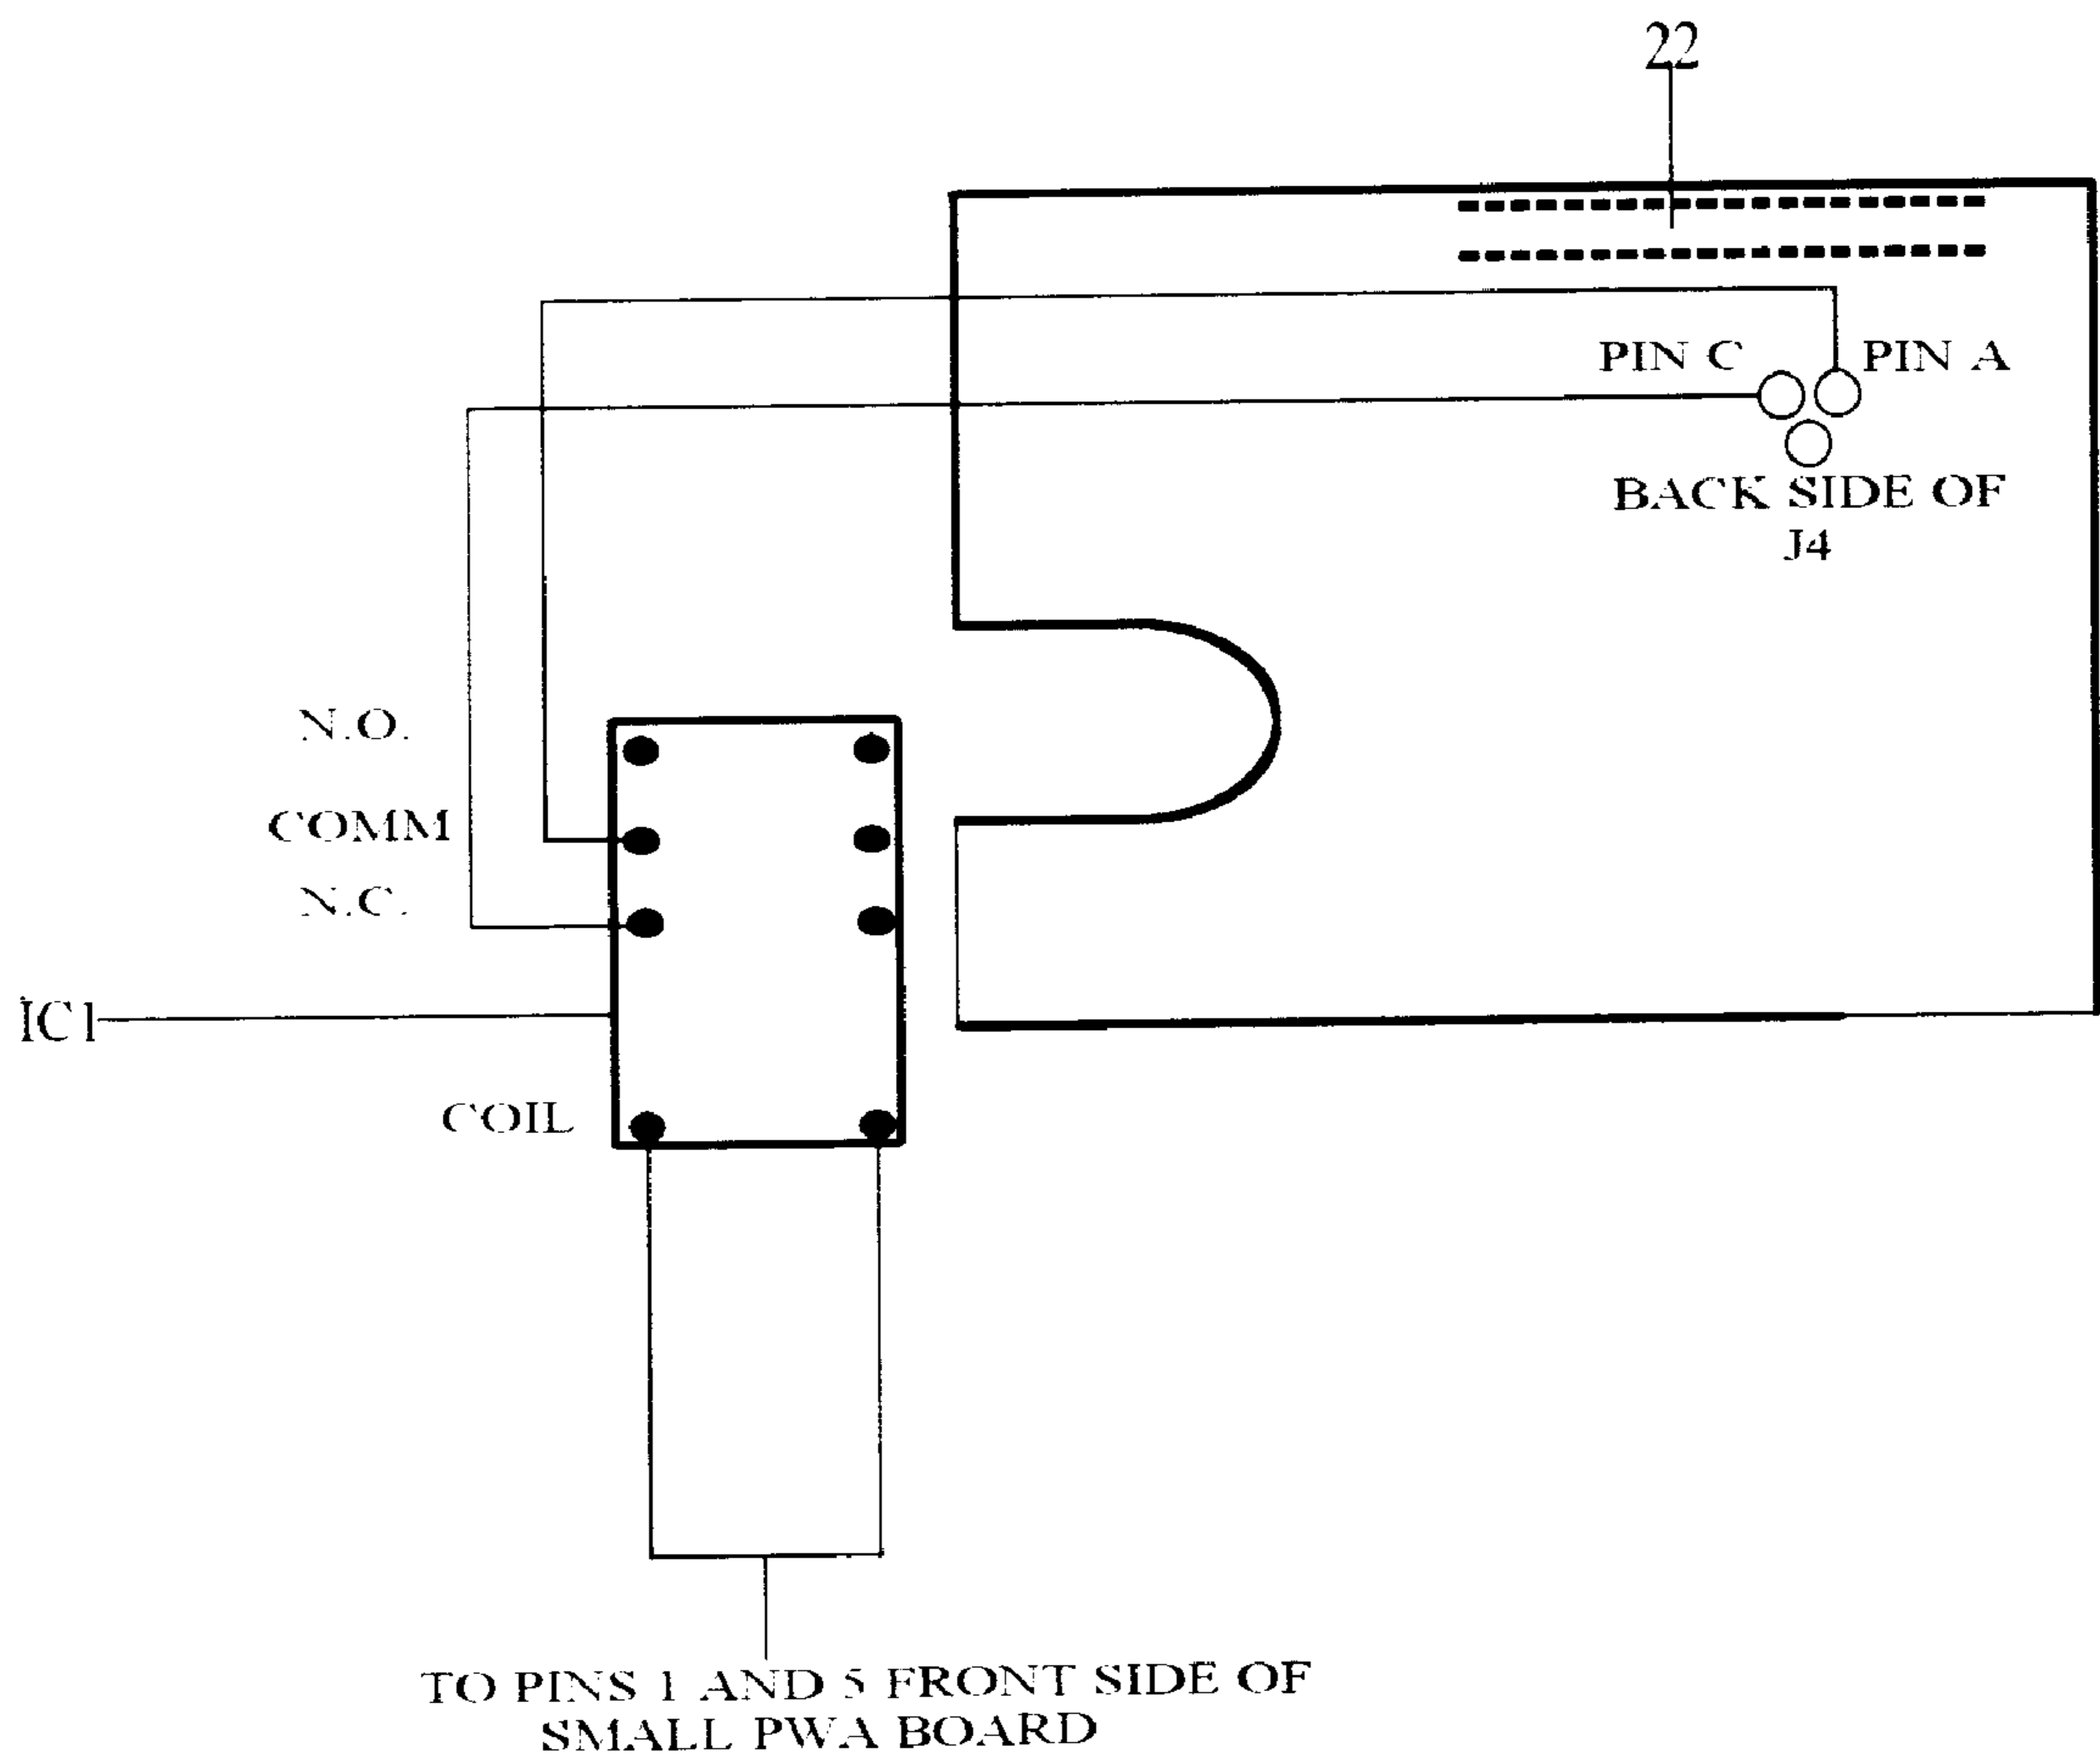 22
PIN C
PIN A
BACK SIDE OF
J4
N.O.
COMM
N.C.
IC1
COIL
TO PINS 1 AND 5 FRONT SIDE OF
SMALL PWA BOARD